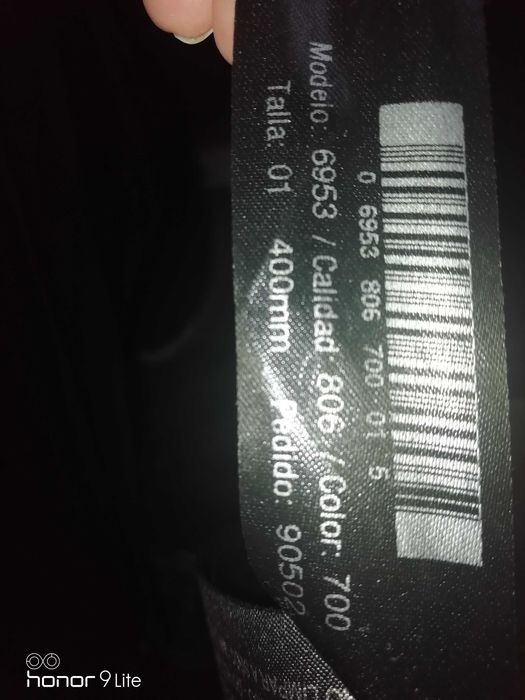 0 6953 806 700 01 5
Modelo: 6953 / Calidad: 806 / Color: 700
Talla: 01 400mm Pedido: 90502
honor 9 Lite